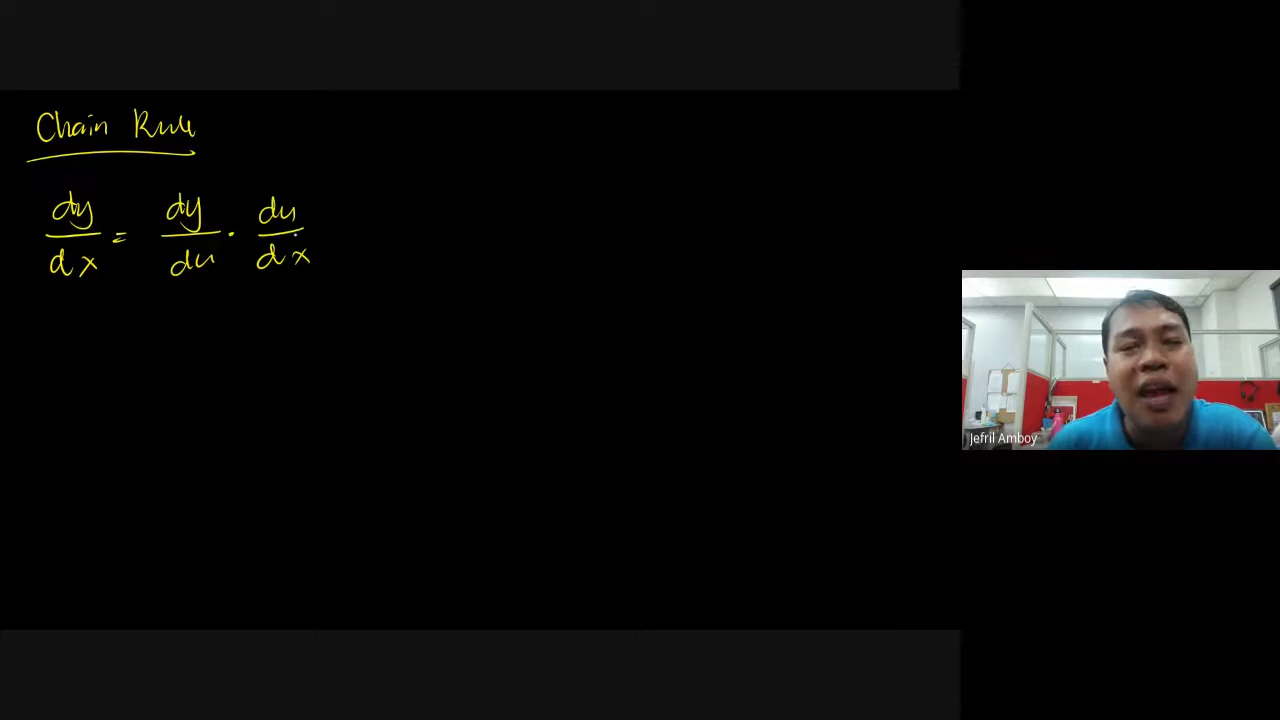 Chain Rule
dy/dx = dy/du · du/dx
Jefril Amboy